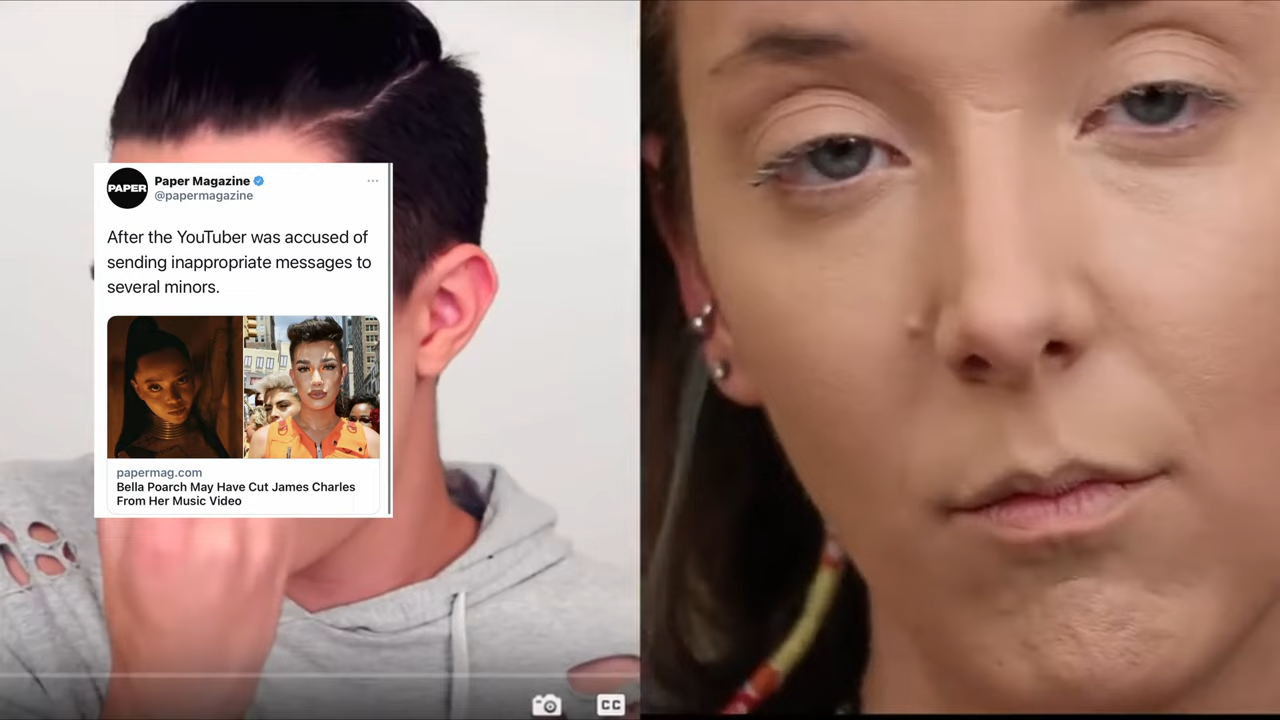 PAPER
Paper Magazine
@papermagazine
After the YouTuber was accused of
sending inappropriate messages to
several minors.
papermag.com
Bella Poarch May Have Cut James Charles
From Her Music Video
CC